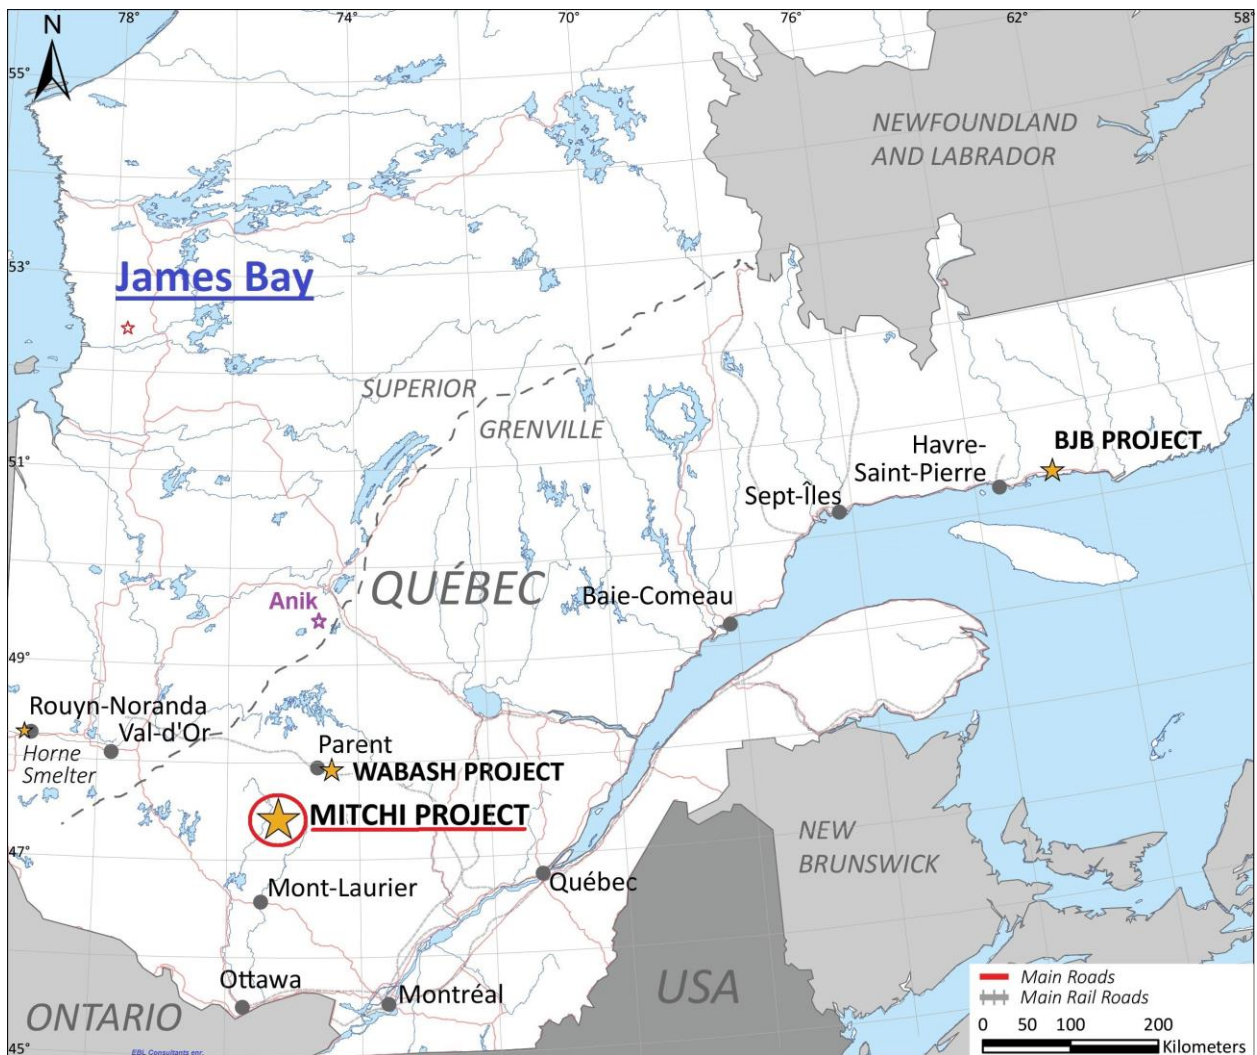 N
78°
74°
70°
76°
62°
58°
55°
NEWFOUNDLAND
AND LABRADOR
53°
James Bay
SUPERIOR
GRENVILLE
51°
Havre-
Saint-Pierre
BJB PROJECT
Sept-Îles
QUÉBEC
Anik
Baie-Comeau
49°
Rouyn-Noranda
Val-d'Or
Horne
Smelter
Parent
WABASH PROJECT
MITCHI PROJECT
NEW
BRUNSWICK
47°
Mont-Laurier
Québec
Ottawa
Montréal
USA
ONTARIO
45°
EBL Consultants enr.
Main Roads
Main Rail Roads
0 50 100 200
Kilometers